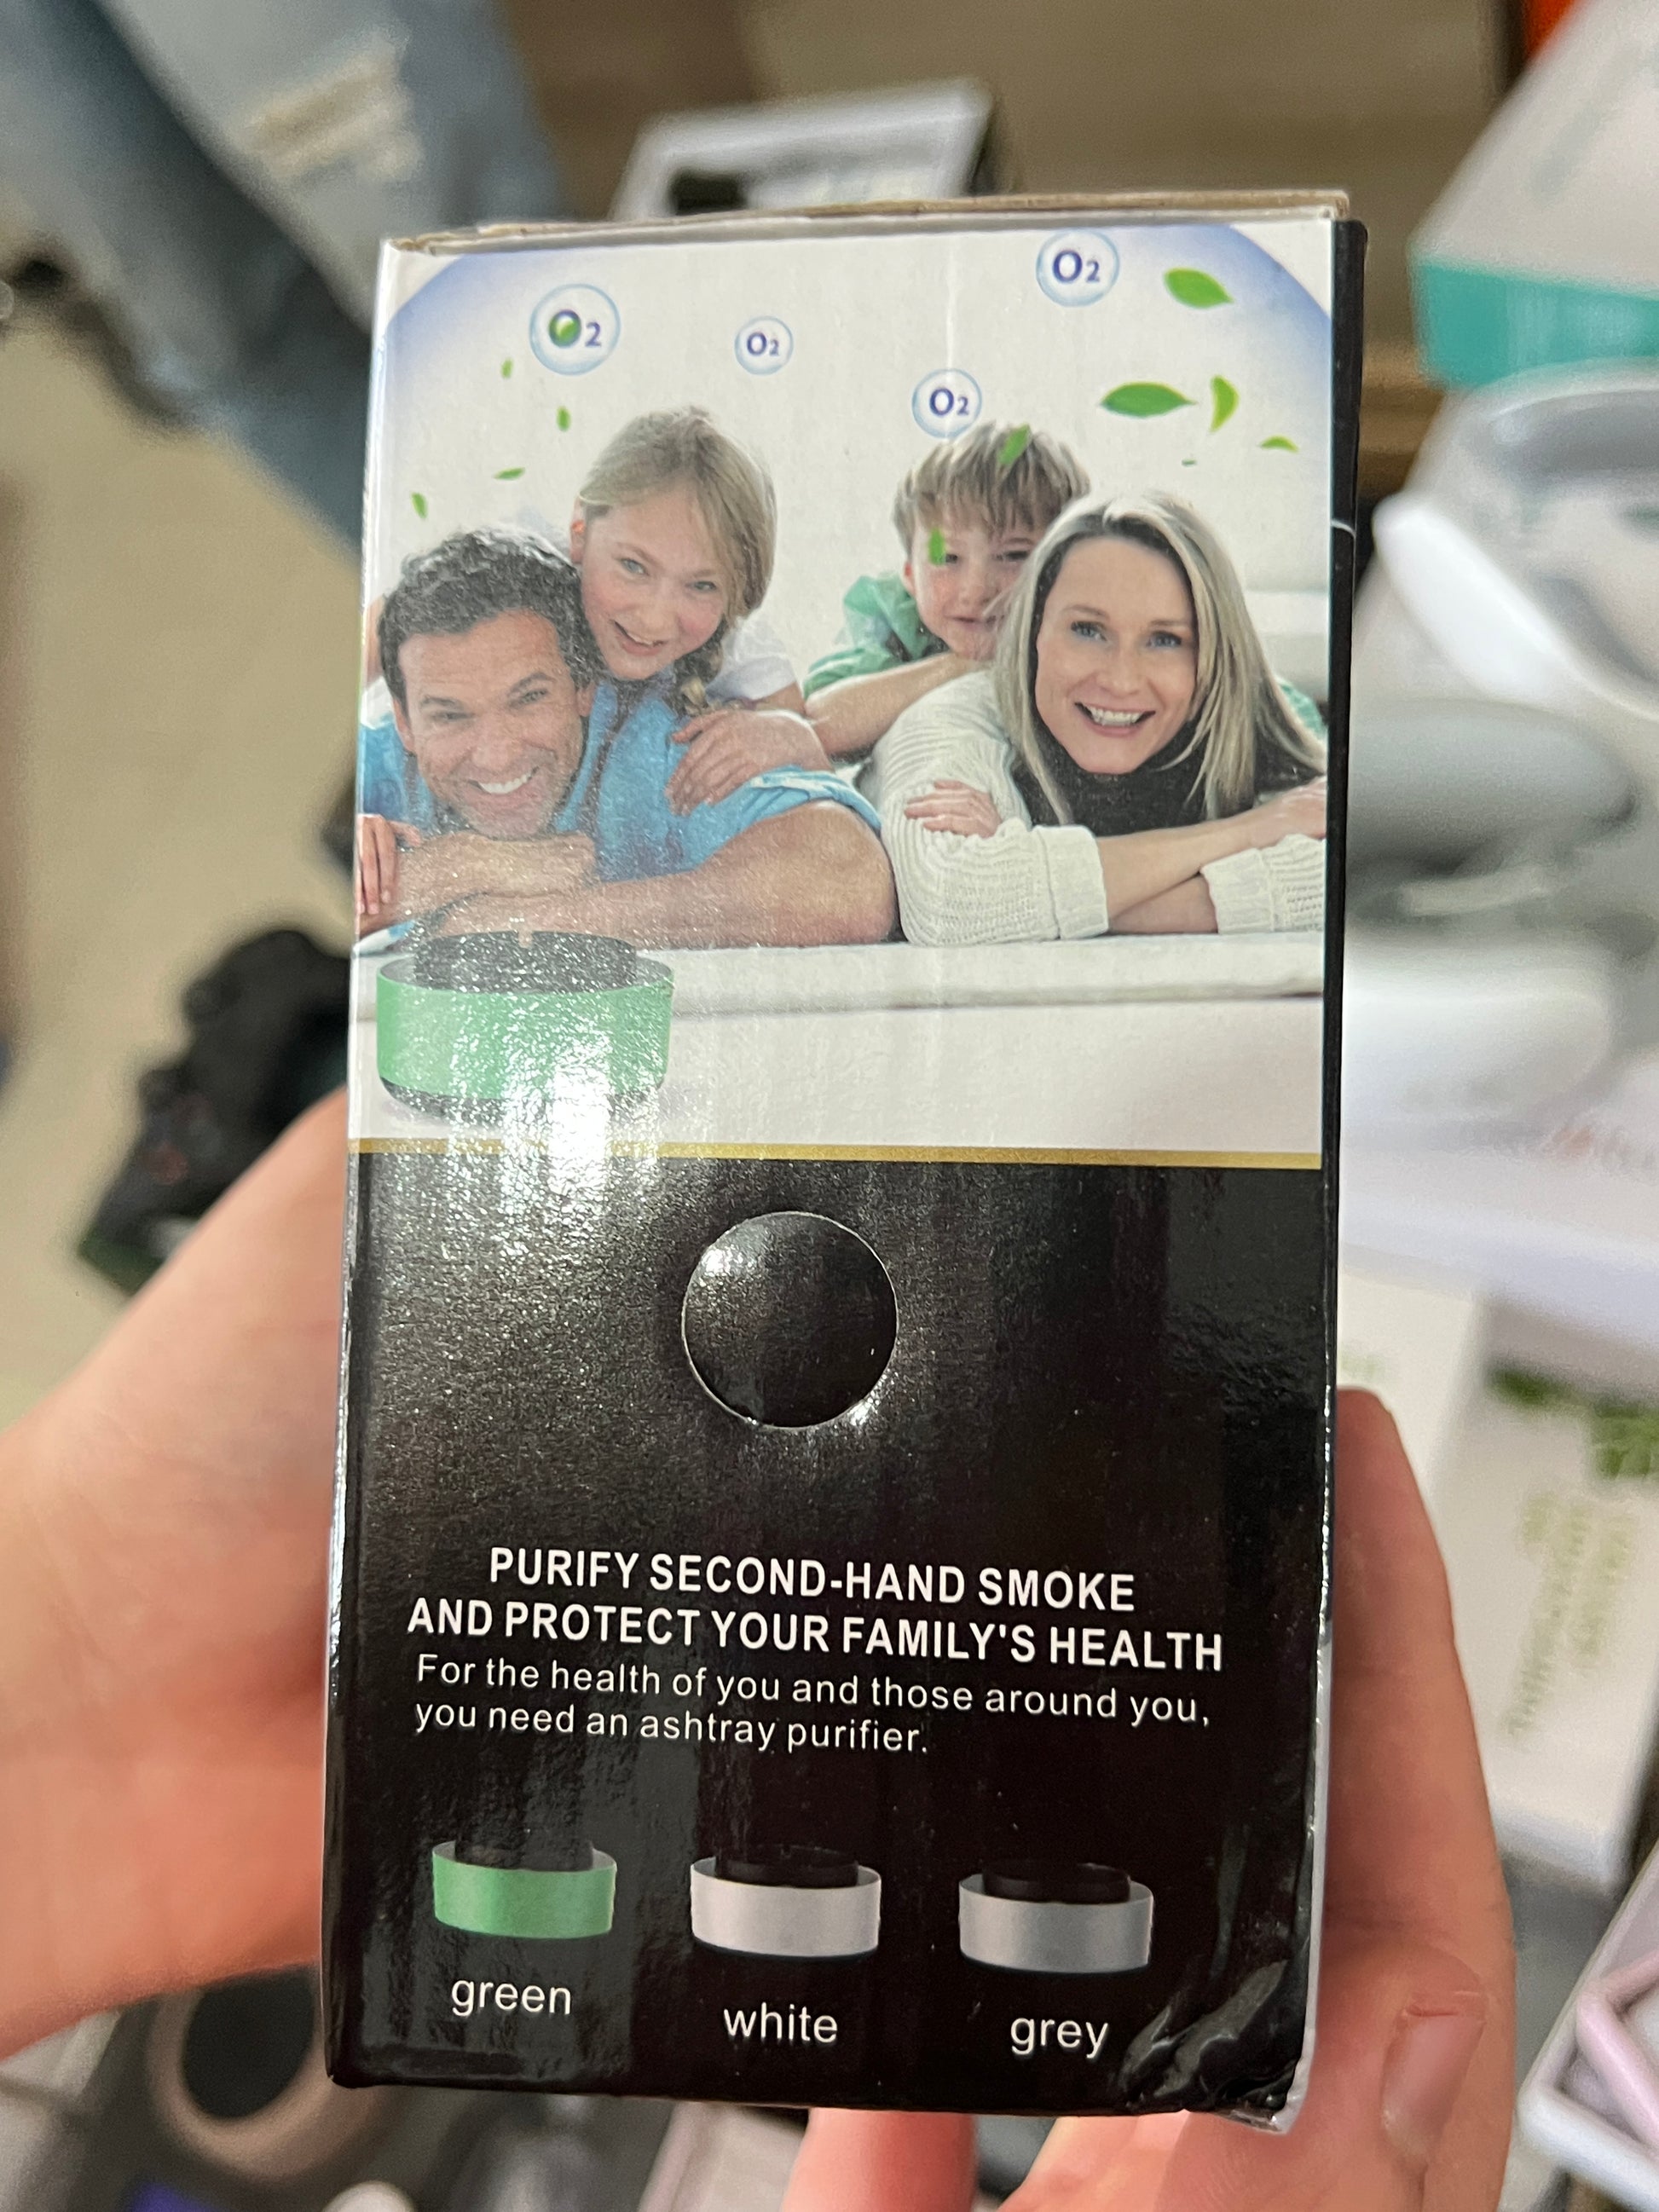 O2
O2
O2
O2
PURIFY SECOND-HAND SMOKE
AND PROTECT YOUR FAMILY'S HEALTH
For the health of you and those around you,
you need an ashtray purifier.
green
white
grey